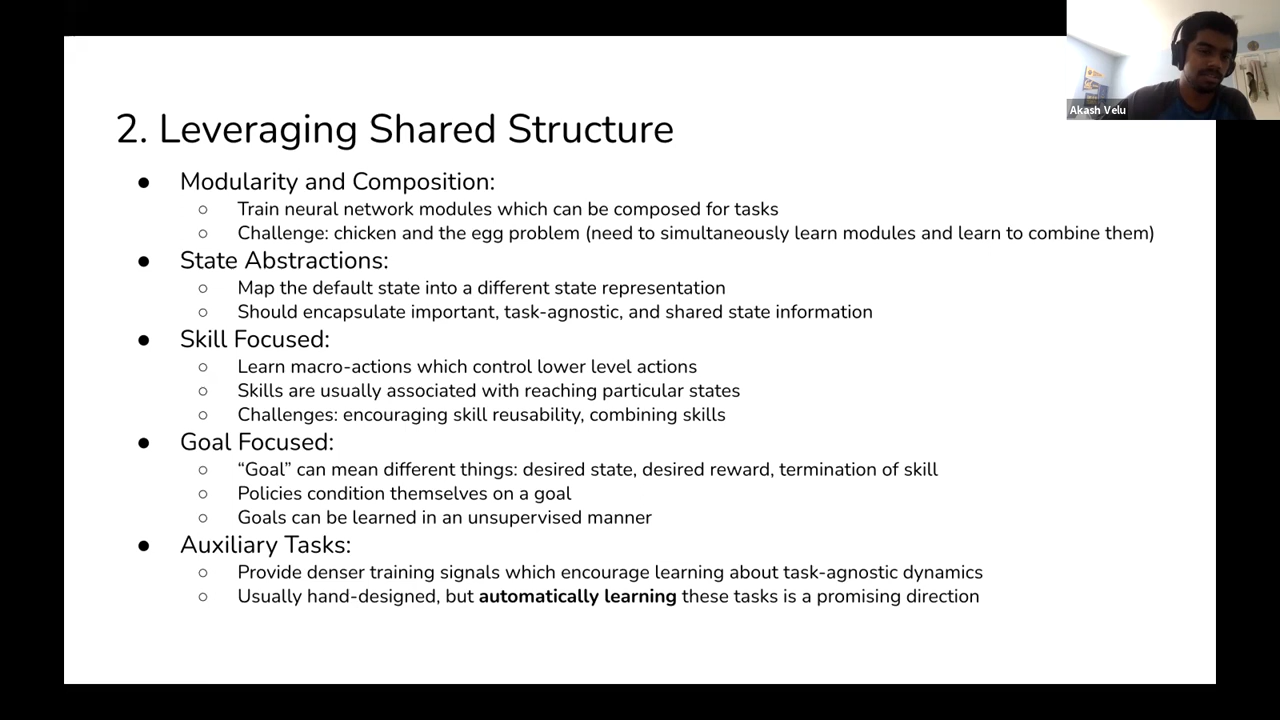 Akash Velu
2. Leveraging Shared Structure
● Modularity and Composition:
○ Train neural network modules which can be composed for tasks
○ Challenge: chicken and the egg problem (need to simultaneously learn modules and learn to combine them)
● State Abstractions:
○ Map the default state into a different state representation
○ Should encapsulate important, task-agnostic, and shared state information
● Skill Focused:
○ Learn macro-actions which control lower level actions
○ Skills are usually associated with reaching particular states
○ Challenges: encouraging skill reusability, combining skills
● Goal Focused:
○ “Goal” can mean different things: desired state, desired reward, termination of skill
○ Policies condition themselves on a goal
○ Goals can be learned in an unsupervised manner
● Auxiliary Tasks:
○ Provide denser training signals which encourage learning about task-agnostic dynamics
○ Usually hand-designed, but automatically learning these tasks is a promising direction